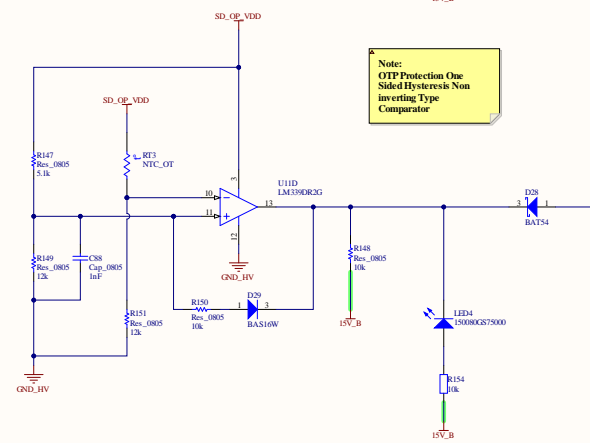 15V_B
SD_OP_VDD
Note:
OTP Protection One
Sided Hysteresis Non
inverting Type
Comparator
SD_OP_VDD
R147
Res_0805
5.1k
RT3
NTC_OT
3
U11D
LM339DR2G
10
11
13
12
GND_HV
D28
3
1
BAT54
R149
Res_0805
12k
C88
Cap_0805
1nF
R148
Res_0805
10k
R150
Res_0805
10k
D29
1
3
BAS16W
R151
Res_0805
12k
15V_B
LED4
150080GS75000
GND_HV
R154
10k
15V_B